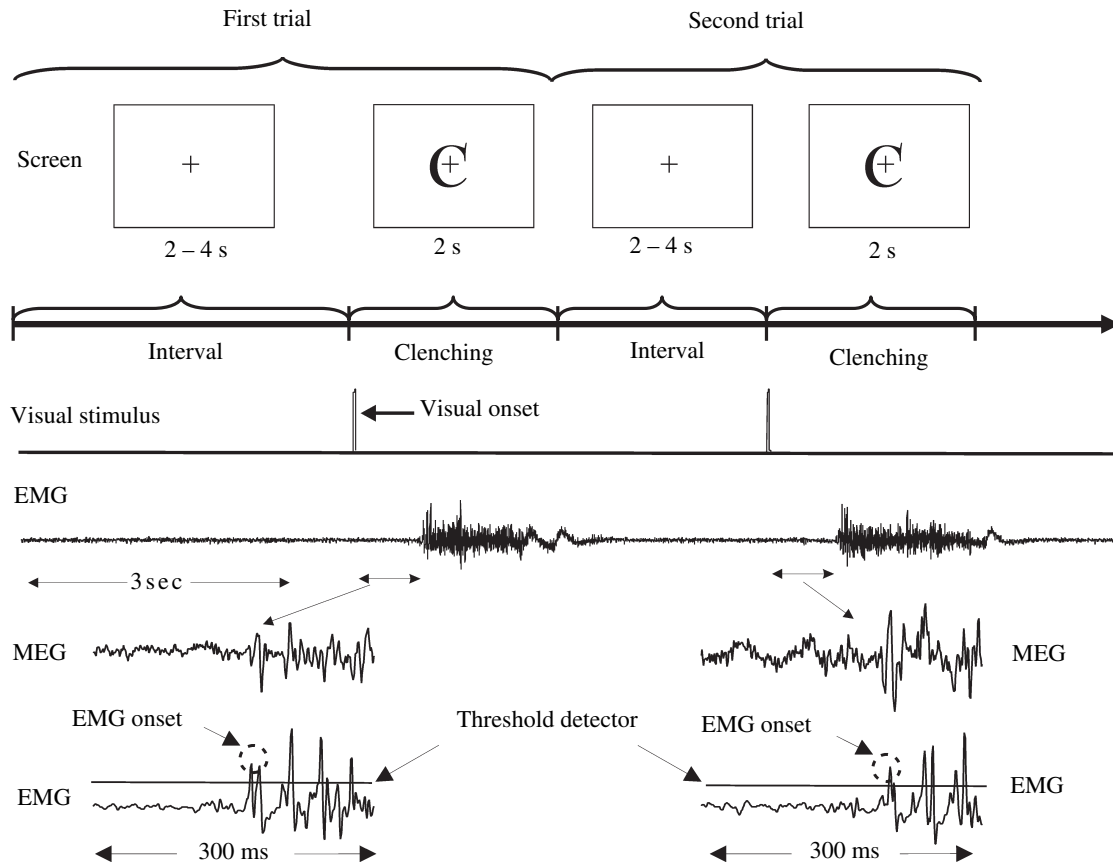 First trial Second trial
Screen + C+ + C+
2 – 4 s 2 s 2 – 4 s 2 s
Interval Clenching Interval Clenching
Visual stimulus Visual onset
EMG
3 sec
MEG MEG
EMG onset Threshold detector EMG onset
EMG EMG
300 ms 300 ms